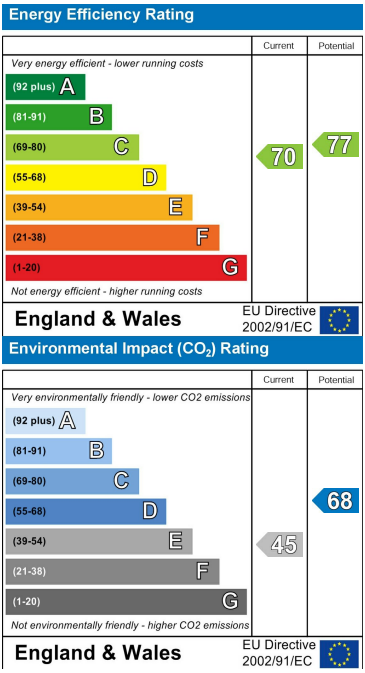 Energy Efficiency Rating
Current Potential
Very energy efficient - lower running costs
(92 plus) A
(81-91) B
(69-80) C
70 77
(55-68) D
(39-54) E
(21-38) F
(1-20) G
Not energy efficient - higher running costs
England & Wales
EU Directive
2002/91/EC
Environmental Impact (CO₂) Rating
Current Potential
Very environmentally friendly - lower CO2 emissions
(92 plus) A
(81-91) B
(69-80) C
(55-68) D
68
(39-54) E
45
(21-38) F
(1-20) G
Not environmentally friendly - higher CO2 emissions
England & Wales
EU Directive
2002/91/EC